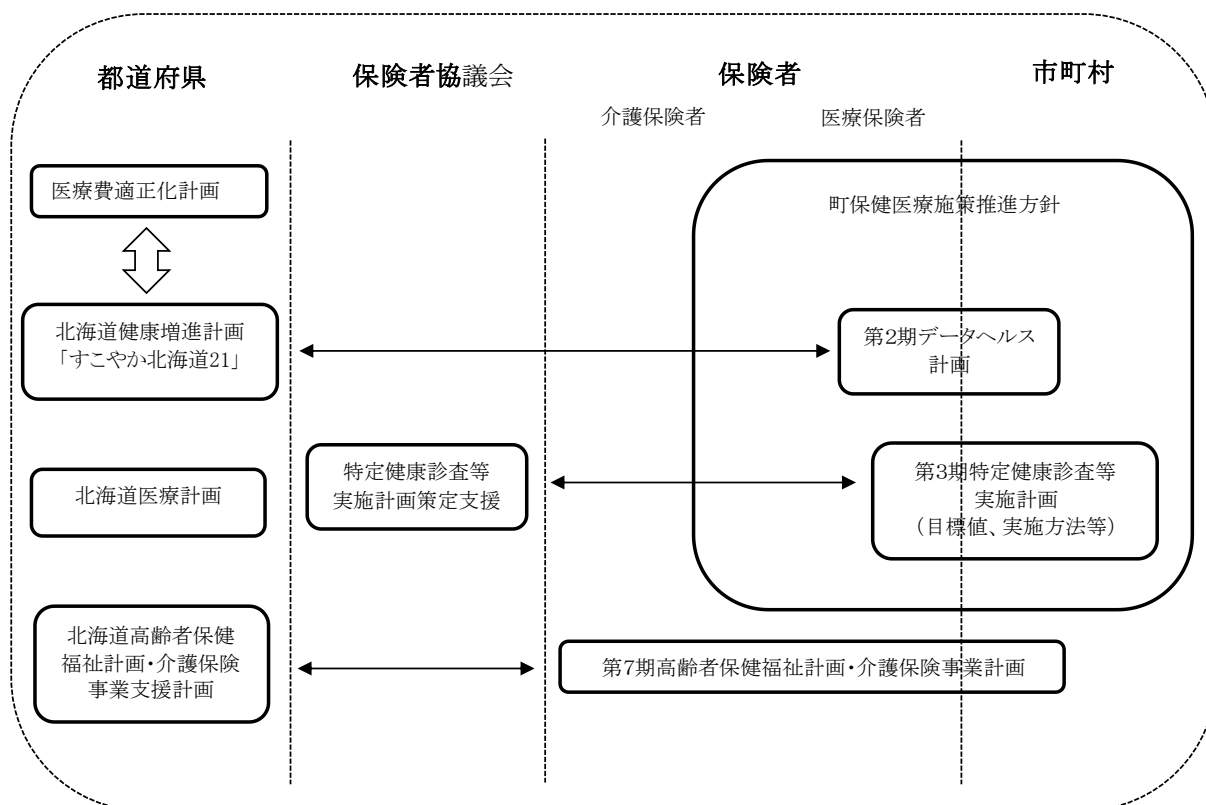 都道府県
保険者協議会
保険者
市町村
介護保険者
医療保険者
医療費適正化計画
町保健医療施策推進方針
北海道健康増進計画
「すこやか北海道21」
第2期データヘルス
計画
北海道医療計画
特定健康診査等
実施計画策定支援
第3期特定健康診査等
実施計画
(目標値、実施方法等)
北海道高齢者保健
福祉計画・介護保険
事業支援計画
第7期高齢者保健福祉計画・介護保険事業計画